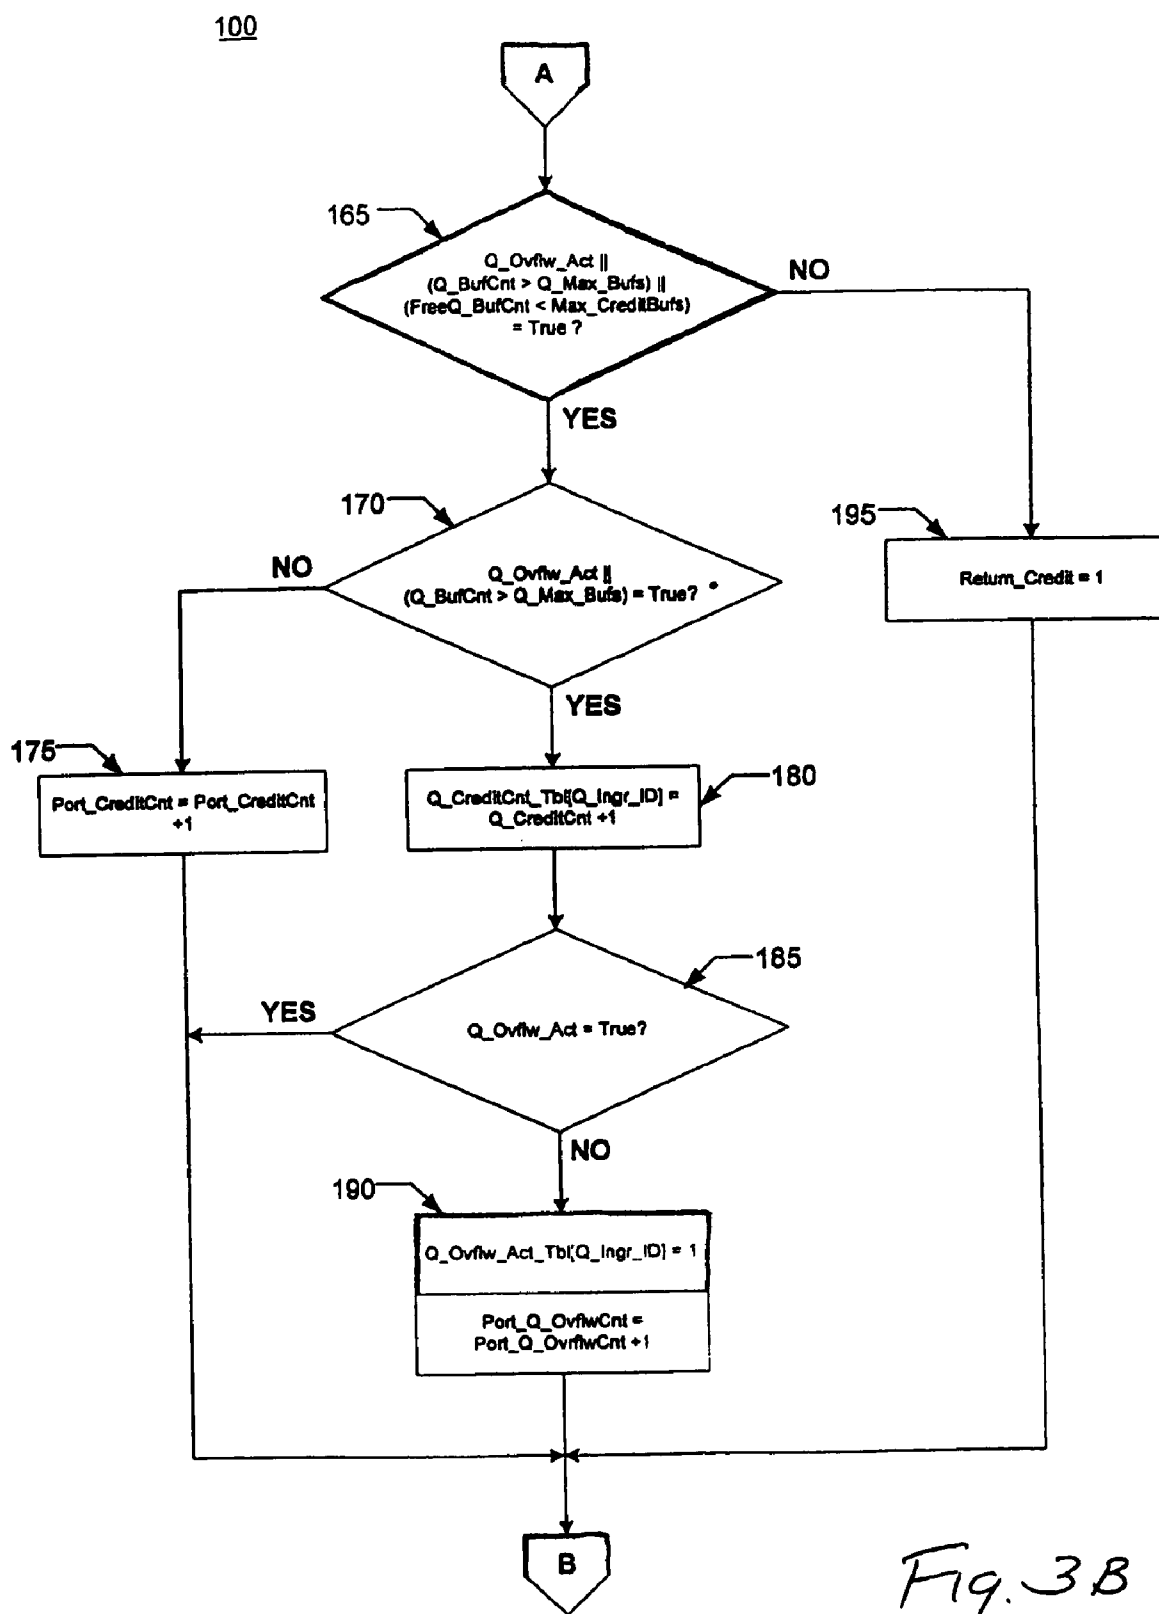 100
A
165
Q_Ovflw_Act ||
(Q_BufCnt > Q_Max_Bufs) ||
(FreeQ_BufCnt < Max_CreditBufs)
= True ?
NO
YES
170
Q_Ovflw_Act ||
(Q_BufCnt > Q_Max_Bufs) = True?
NO
YES
195
Return_Credit = 1
175
Port_CreditCnt = Port_CreditCnt
+1
180
Q_CreditCnt_Tbl[Q_Ingr_ID] =
Q_CreditCnt +1
185
Q_Ovflw_Act = True?
YES
NO
190
Q_Ovflw_Act_Tbl[Q_Ingr_ID] = 1
Port_Q_OvflwCnt =
Port_Q_OvrflwCnt +1
B
Fig. 3B